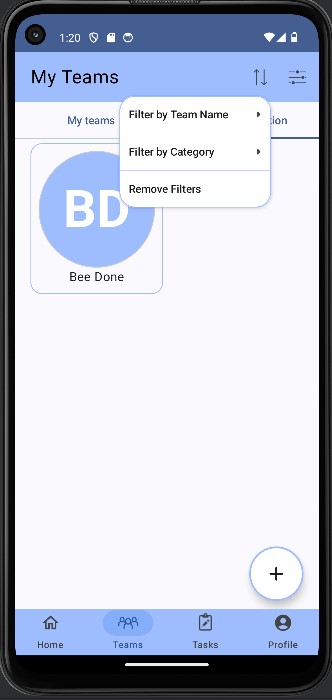 1:20
My Teams
Filter by Team Name
My teams
Filter by Category
Remove Filters
BD
Bee Done
+
Home
Teams
Tasks
Profile